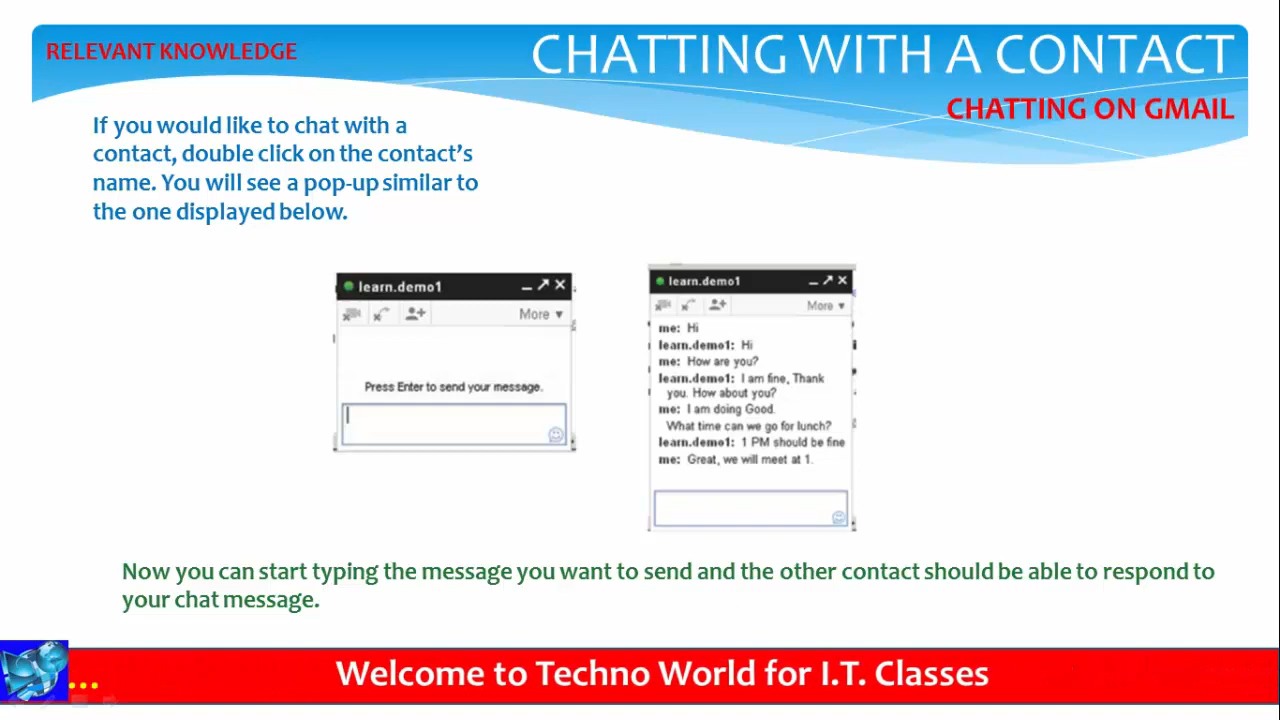 RELEVANT KNOWLEDGE
CHATTING WITH A CONTACT
CHATTING ON GMAIL
If you would like to chat with a
contact, double click on the contact's
name. You will see a pop-up similar to
the one displayed below.
learn.demo1
More
Press Enter to send your message.
learn.demo1
More
me: Hi
learn.demo1: Hi
me: How are you?
learn.demo1: I am fine, Thank
you. How about you?
me: I am doing Good.
What time can we go for lunch?
learn.demo1: 1 PM should be fine
me: Great, we will meet at 1.
Now you can start typing the message you want to send and the other contact should be able to respond to
your chat message.
...
Welcome to Techno World for I.T. Classes